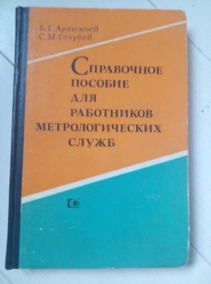 Б.Г.Артемьев
С.М.Голубев
СПРАВОЧНОЕ
ПОСОБИЕ
ДЛЯ
РАБОТНИКОВ
МЕТРОЛОГИЧЕСКИХ
СЛУЖБ